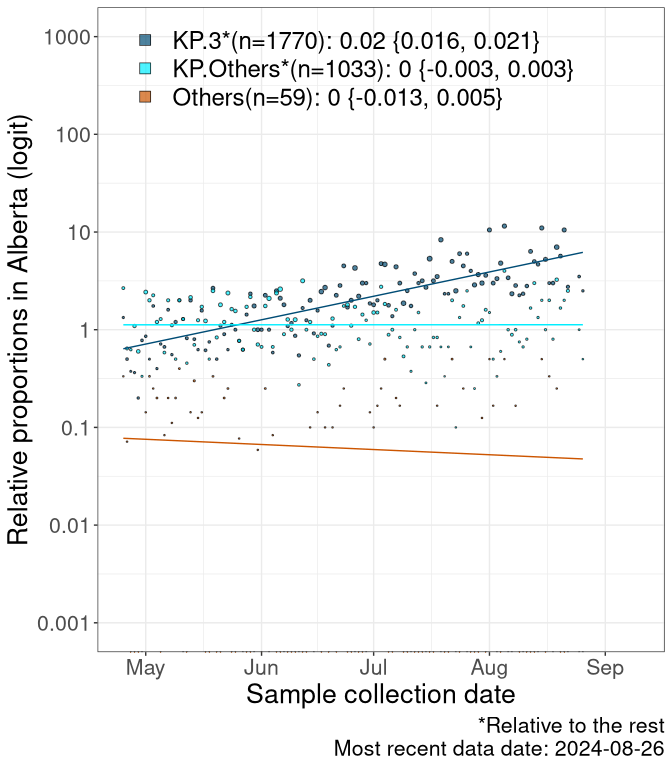 KP.3*(n=1770): 0.02 {0.016, 0.021}
KP.Others*(n=1033): 0 {-0.003, 0.003}
Others(n=59): 0 {-0.013, 0.005}
Relative proportions in Alberta (logit)
1000
100
10
1
0.1
0.01
0.001
May Jun Jul Aug Sep
Sample collection date
*Relative to the rest
Most recent data date: 2024-08-26